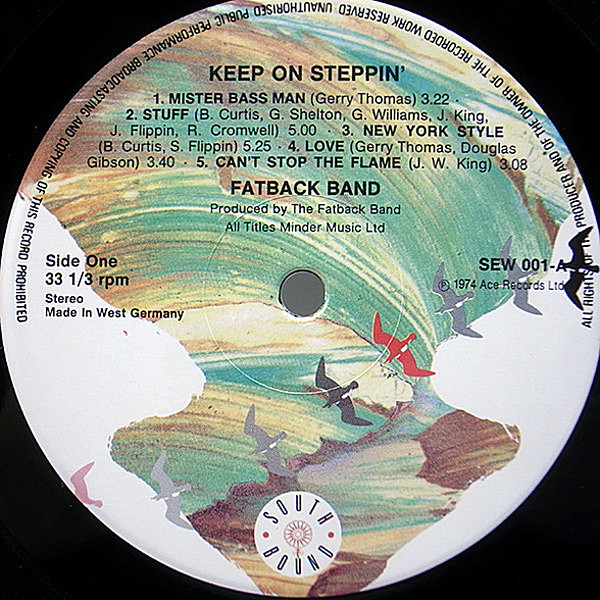 KEEP ON STEPPIN'
1. MISTER BASS MAN (Gerry Thomas) 3.22 ·
2. STUFF (B. Curtis, G. Shelton, G. Williams, J. King,
J. Flippin, R. Cromwell) 5.00 · 3. NEW YORK STYLE
(B. Curtis, S. Flippin) 5.25 · 4. LOVE (Gerry Thomas, Douglas
Gibson) 3.40 · 5. CAN'T STOP THE FLAME (J. W. King) 3.08
FATBACK BAND
Produced by The Fatback Band
All Titles Minder Music Ltd
Side One
33 1/3 rpm
Stereo
Made In West Germany
SEW 001-A
Ⓟ 1974 Ace Records Ltd
SOUTH
BOUND
ALL RIGHTS OF THE PRODUCER AND OF THE OWNER OF THE RECORDED WORK RESERVED UNAUTHORISED PUBLIC PERFORMANCE BROADCASTING AND COPYING OF THIS RECORD PROHIBITED